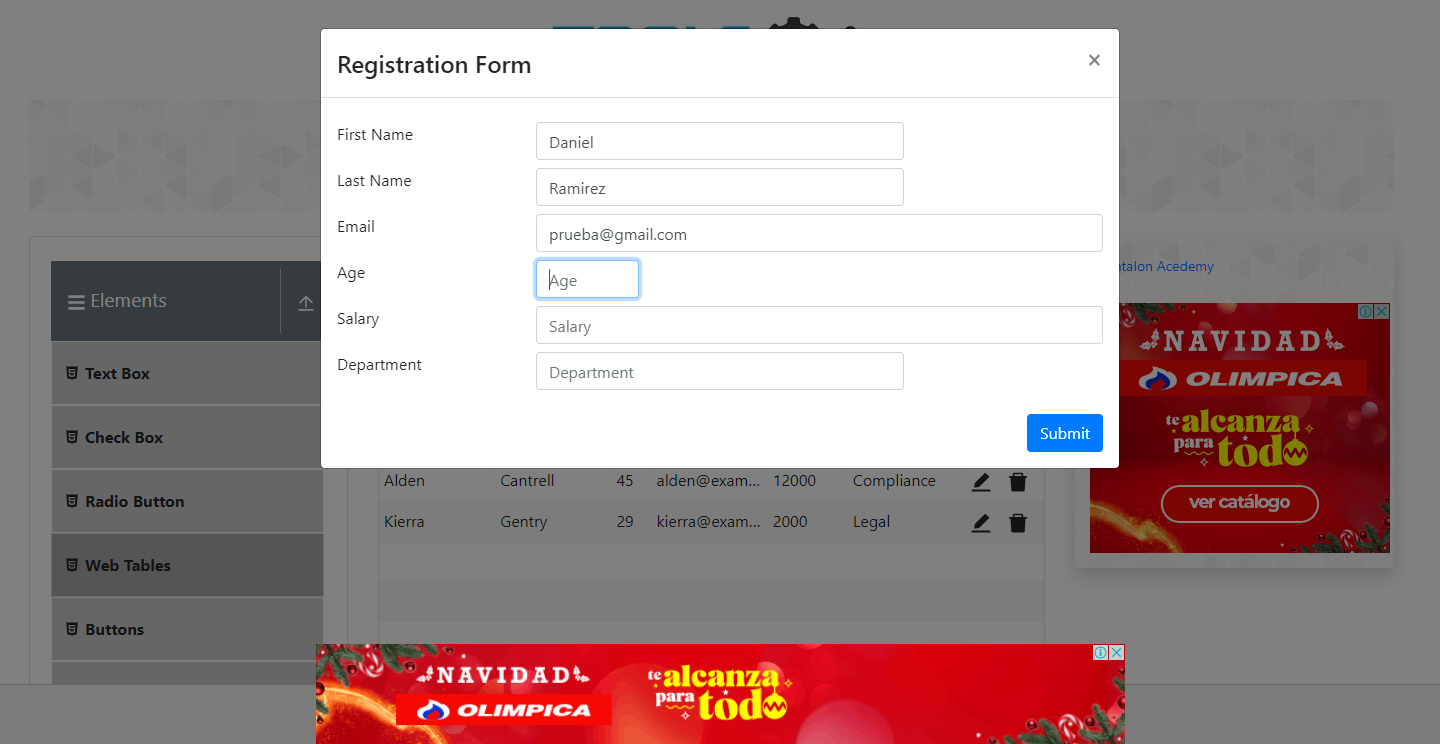 Registration Form
×
First Name
Daniel
Last Name
Ramirez
Email
prueba@gmail.com
Age
Age
Salary
Salary
Department
Department
Submit
Elements
Text Box
Check Box
Radio Button
Web Tables
Buttons
Alden Cantrell 45 alden@exam... 12000 Compliance
Kierra Gentry 29 kierra@exam... 2000 Legal
talon Acedemy
NAVIDAD
OLIMPICA
te
alcanza
para
todo
ver catálogo
NAVIDAD
OLIMPICA
te
alcanza
para
todo